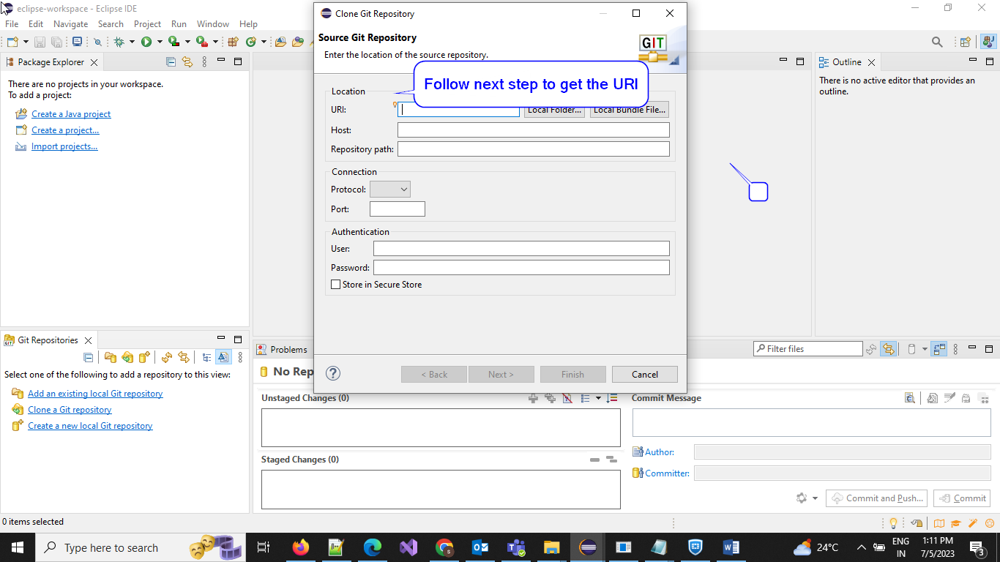 eclipse-workspace - Eclipse IDE
File Edit Navigate Search Project Run Window Help
Package Explorer
There are no projects in your workspace.
To add a project:
Create a Java project
Create a project...
Import projects...
Clone Git Repository
Source Git Repository
Enter the location of the source repository.
GIT
Follow next step to get the URI
Location
URI:
Local Folder...
Local Bundle File...
Host:
Repository path:
Connection
Protocol:
Port:
Authentication
User:
Password:
Store in Secure Store
< Back
Next >
Finish
Cancel
Outline
There is no active editor that provides an
outline.
Git Repositories
Select one of the following to add a repository to this view:
Add an existing local Git repository
Clone a Git repository
Create a new local Git repository
Problems
Filter files
No Rep
Unstaged Changes (0)
Staged Changes (0)
Commit Message
Author:
Committer:
Commit and Push...
Commit
0 items selected
Type here to search
24°C
ENG
IN
1:11 PM
7/5/2023
3